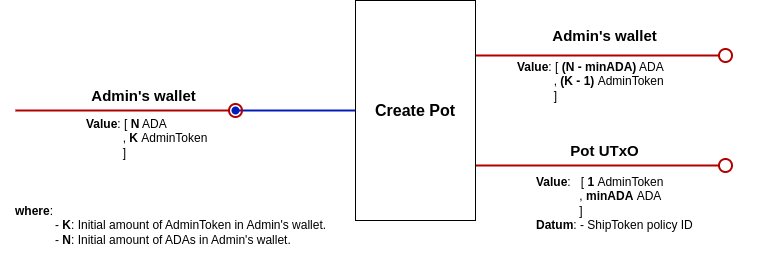 Admin's wallet
Value: [ N ADA
, K AdminToken
]
Create Pot
Admin's wallet
Value: [ (N - minADA) ADA
, (K - 1) AdminToken
]
Pot UTxO
Value: [ 1 AdminToken
, minADA ADA
]
Datum: - ShipToken policy ID
where:
- K: Initial amount of AdminToken in Admin's wallet.
- N: Initial amount of ADAs in Admin's wallet.